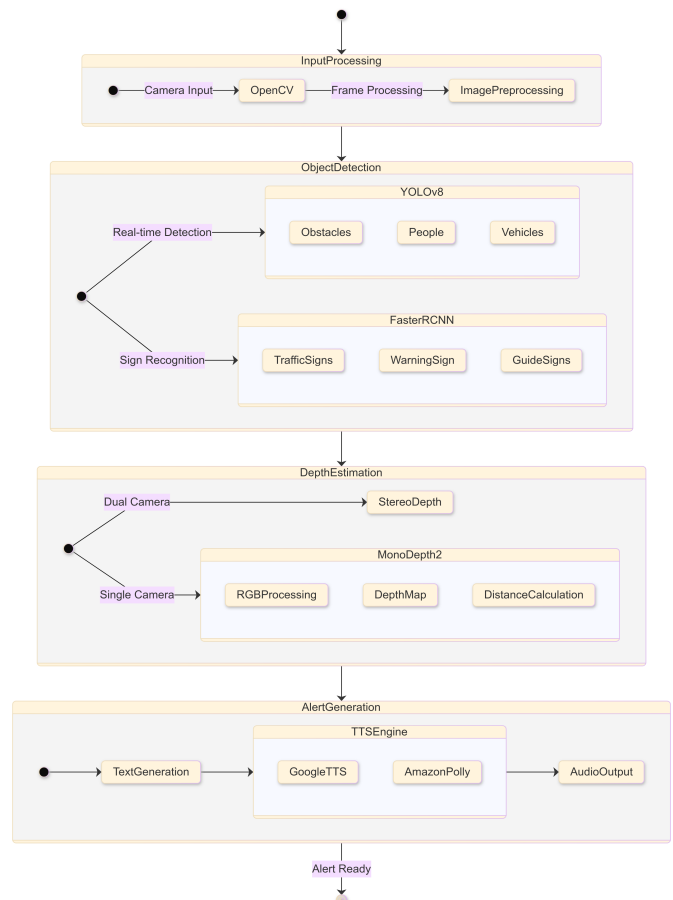 InputProcessing
Camera Input
OpenCV
Frame Processing
ImagePreprocessing
ObjectDetection
YOLOv8
Real-time Detection
Obstacles
People
Vehicles
FasterRCNN
Sign Recognition
TrafficSigns
WarningSign
GuideSigns
DepthEstimation
Dual Camera
StereoDepth
MonoDepth2
Single Camera
RGBProcessing
DepthMap
DistanceCalculation
AlertGeneration
TTSEngine
TextGeneration
GoogleTTS
AmazonPolly
AudioOutput
Alert Ready